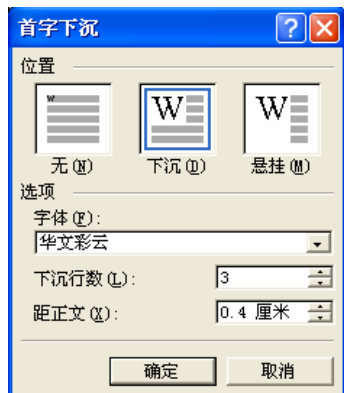 首字下沉
位置
W W W
无(N) 下沉(D) 悬挂(M)
选项
字体(F):
华文彩云
下沉行数(L): 3
距正文(X): 0.4 厘米
确定 取消